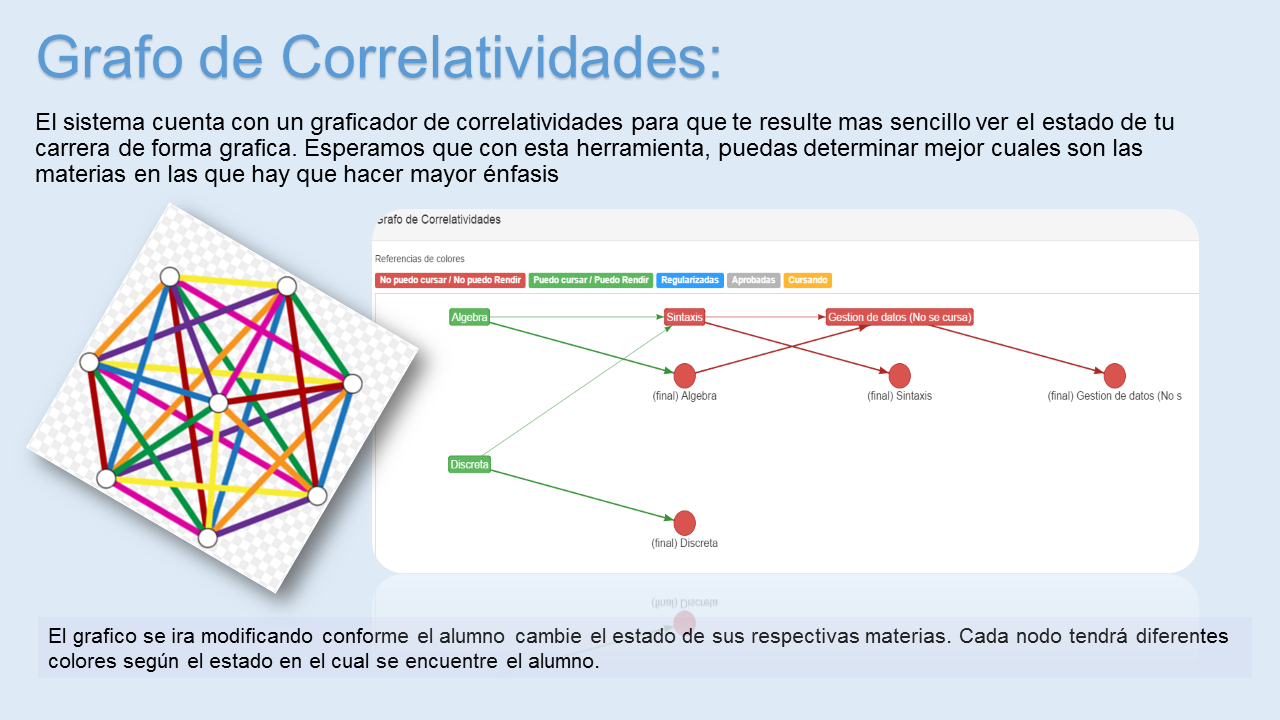 Grafo de Correlatividades:
El sistema cuenta con un graficador de correlatividades para que te resulte mas sencillo ver el estado de tu
carrera de forma grafica. Esperamos que con esta herramienta, puedas determinar mejor cuales son las
materias en las que hay que hacer mayor énfasis
Grafo de Correlatividades
Referencias de colores
No puedo cursar / No puedo Rendir Puedo cursar / Puedo Rendir Regularizadas Aprobadas Cursando
Algebra Sintaxis Gestion de datos (No se cursa)
(final) Algebra (final) Sintaxis (final) Gestion de datos (No s
Discreta
(final) Discreta
(final) Discreta
El grafico se ira modificando conforme el alumno cambie el estado de sus respectivas materias. Cada nodo tendrá diferentes
colores según el estado en el cual se encuentre el alumno.